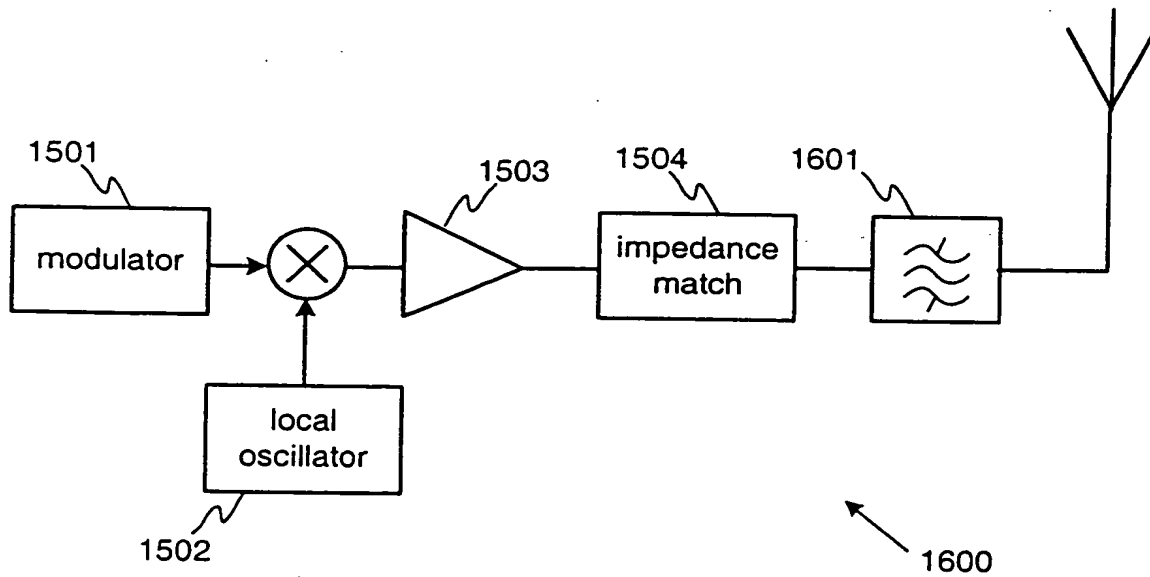 1501
1503
1504
1601
modulator
impedance
match
local
oscillator
1502
1600